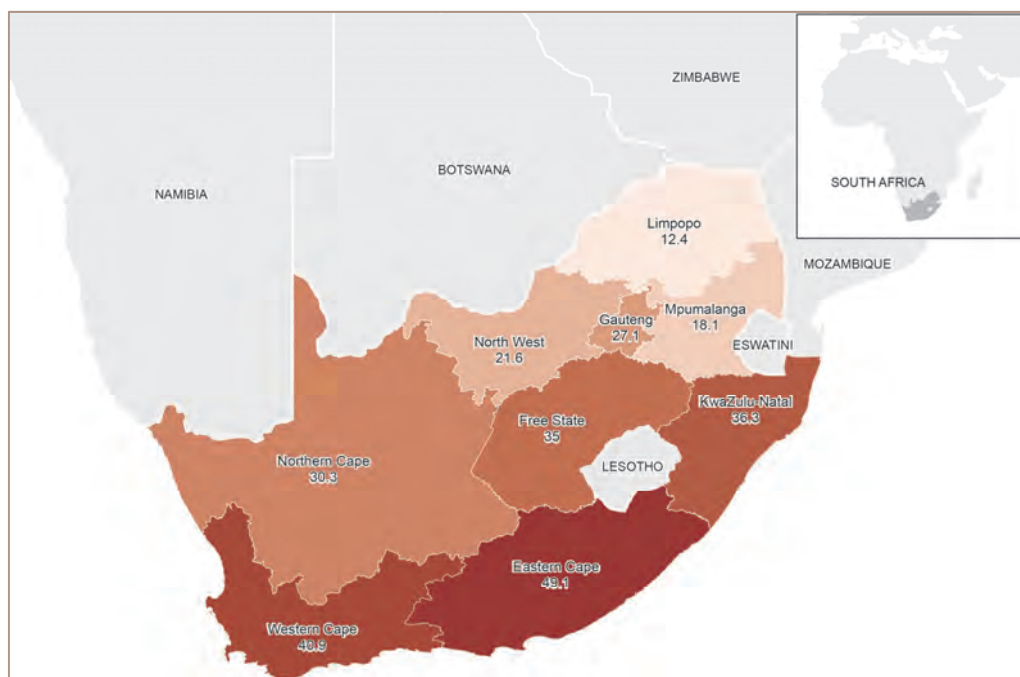 ZIMBABWE
BOTSWANA
NAMIBIA
SOUTH AFRICA
Limpopo
12.4
MOZAMBIQUE
Mpumalanga
18.1
Gauteng
27.1
North West
21.6
ESWATINI
KwaZulu-Natal
36.3
Free State
35
Northern Cape
30.3
LESOTHO
Eastern Cape
49.1
Western Cape
40.9